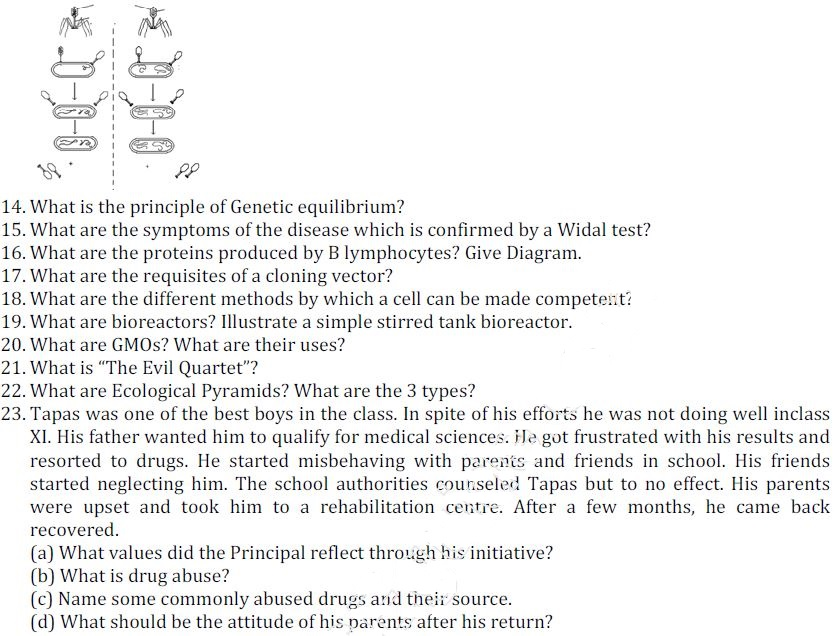 14. What is the principle of Genetic equilibrium?
15. What are the symptoms of the disease which is confirmed by a Widal test?
16. What are the proteins produced by B lymphocytes? Give Diagram.
17. What are the requisites of a cloning vector?
18. What are the different methods by which a cell can be made competent?
19. What are bioreactors? Illustrate a simple stirred tank bioreactor.
20. What are GMOs? What are their uses?
21. What is “The Evil Quartet”?
22. What are Ecological Pyramids? What are the 3 types?
23. Tapas was one of the best boys in the class. In spite of his efforts he was not doing well inclass
XI. His father wanted him to qualify for medical sciences. He got frustrated with his results and
resorted to drugs. He started misbehaving with parents and friends in school. His friends
started neglecting him. The school authorities counseled Tapas but to no effect. His parents
were upset and took him to a rehabilitation centre. After a few months, he came back
recovered.
(a) What values did the Principal reflect through his initiative?
(b) What is drug abuse?
(c) Name some commonly abused drugs and their source.
(d) What should be the attitude of his parents after his return?